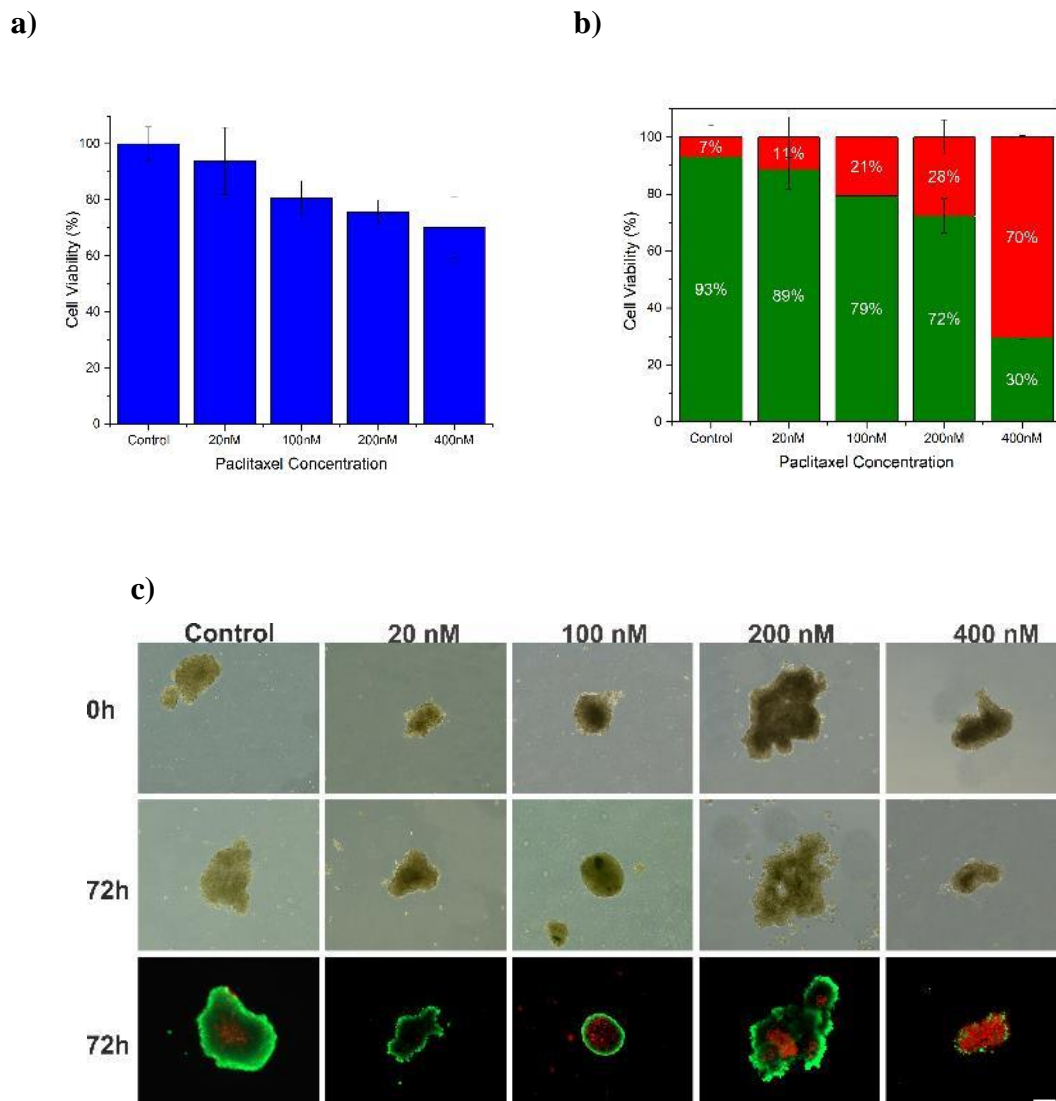 a)
b)
Cell Viability (%)
100
80
60
40
20
0
Control 20nM 100nM 200nM 400nM
Paclitaxel Concentration
Cell Viability (%)
100
80
60
40
20
0
7% 11% 21% 28% 70%
93% 89% 79% 72% 30%
Control 20nM 100nM 200nM 400nM
Paclitaxel Concentration
c)
Control 20 nM 100 nM 200 nM 400 nM
0h
72h
72h